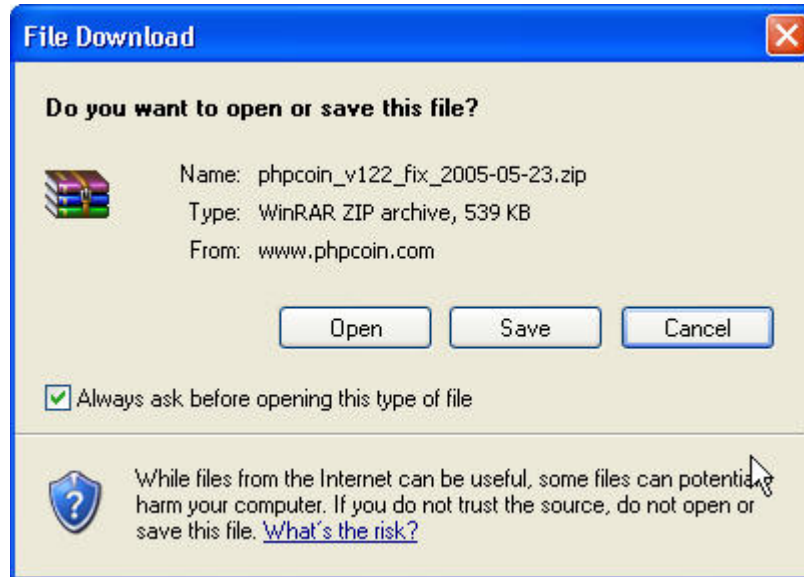 File Download
Do you want to open or save this file?
Name: phpcoin_v122_fix_2005-05-23.zip
Type: WinRAR ZIP archive, 539 KB
From: www.phpcoin.com
Open Save Cancel
Always ask before opening this type of file
While files from the Internet can be useful, some files can potentially
harm your computer. If you do not trust the source, do not open or
save this file. What's the risk?